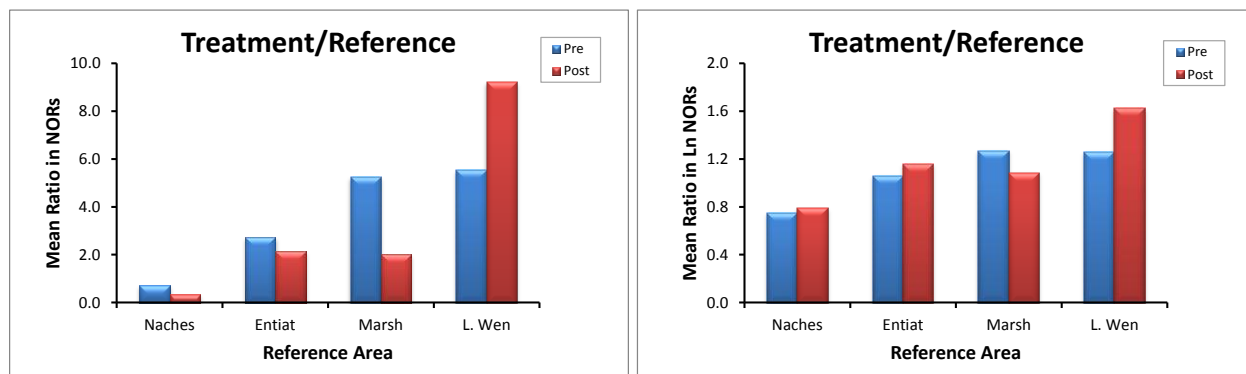 Treatment/Reference
Pre
Post
Mean Ratio in NORs
10.0
8.0
6.0
4.0
2.0
0.0
Naches Entiat Marsh L. Wen
Reference Area
Treatment/Reference
Pre
Post
Mean Ratio in Ln NORs
2.0
1.6
1.2
0.8
0.4
0.0
Naches Entiat Marsh L. Wen
Reference Area